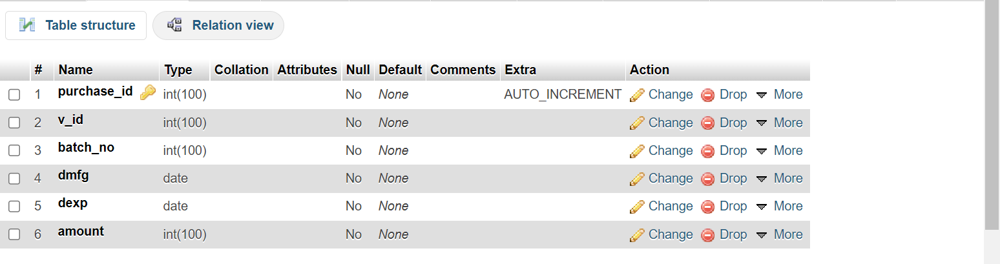 Table structure Relation view
# Name Type Collation Attributes Null Default Comments Extra Action
1 purchase_id int(100) No None AUTO_INCREMENT Change Drop More
2 v_id int(100) No None Change Drop More
3 batch_no int(100) No None Change Drop More
4 dmfg date No None Change Drop More
5 dexp date No None Change Drop More
6 amount int(100) No None Change Drop More